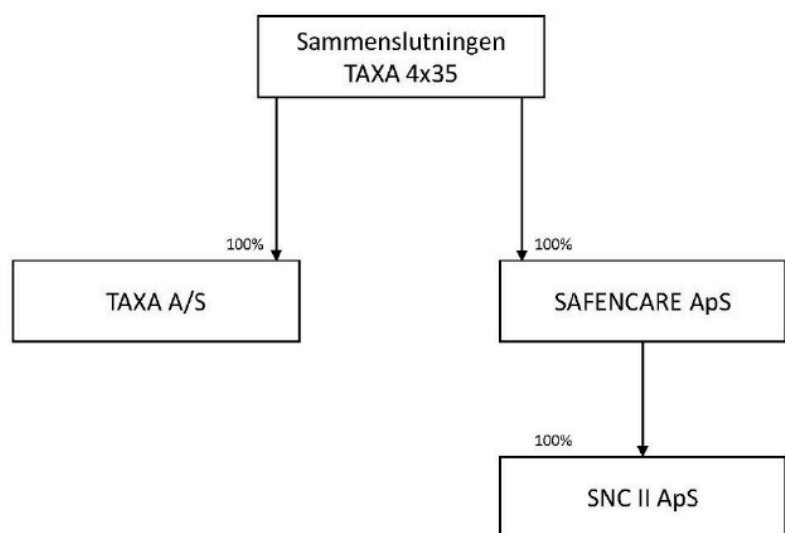 Sammenslutningen
TAXA 4x35
100%
100%
TAXA A/S
SAFENCARE ApS
100%
SNC II ApS